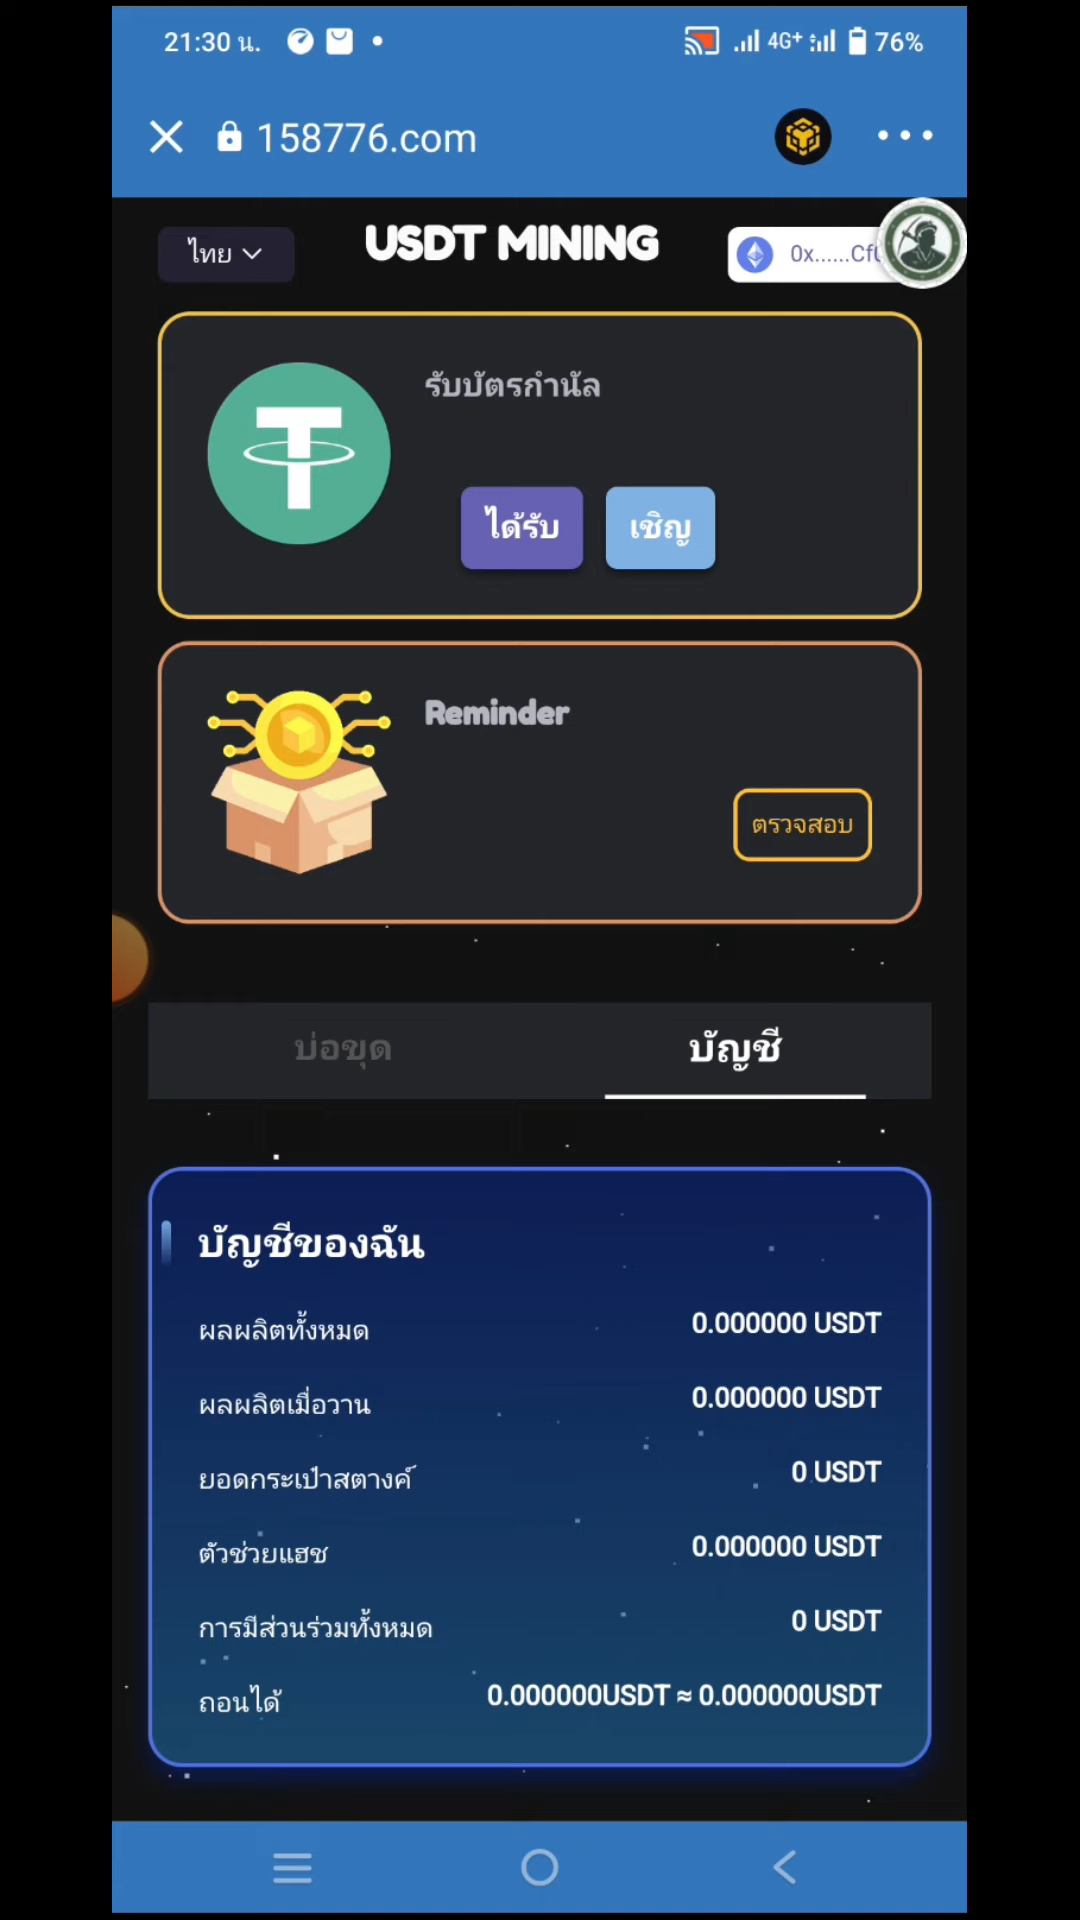 21:30 น.
4G+
76%
158776.com
ไทย
USDT MINING
0x......Cf
รับบัตรกำนัล
ได้รับ
เชิญ
Reminder
ตรวจสอบ
บ่อขุด
บัญชี
บัญชีของฉัน
ผลผลิตทั้งหมด 0.000000 USDT
ผลผลิตเมื่อวาน 0.000000 USDT
ยอดกระเป๋าสตางค์ 0 USDT
ตัวช่วยแฮช 0.000000 USDT
การมีส่วนร่วมทั้งหมด 0 USDT
ถอนได้ 0.000000USDT ≈ 0.000000USDT